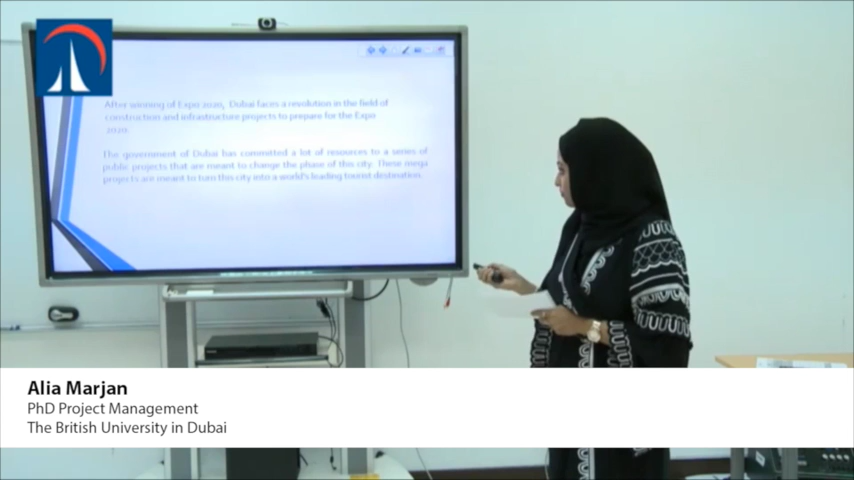 After winning of Expo 2020, Dubai faces a revolution in the field of
construction and infrastructure projects to prepare for the Expo
2020.
The government of Dubai has committed a lot of resources to a series of
public projects that are meant to change the phase of this city. These mega
projects are meant to turn this city into a world's leading tourist destination.
Alia Marjan
PhD Project Management
The British University in Dubai